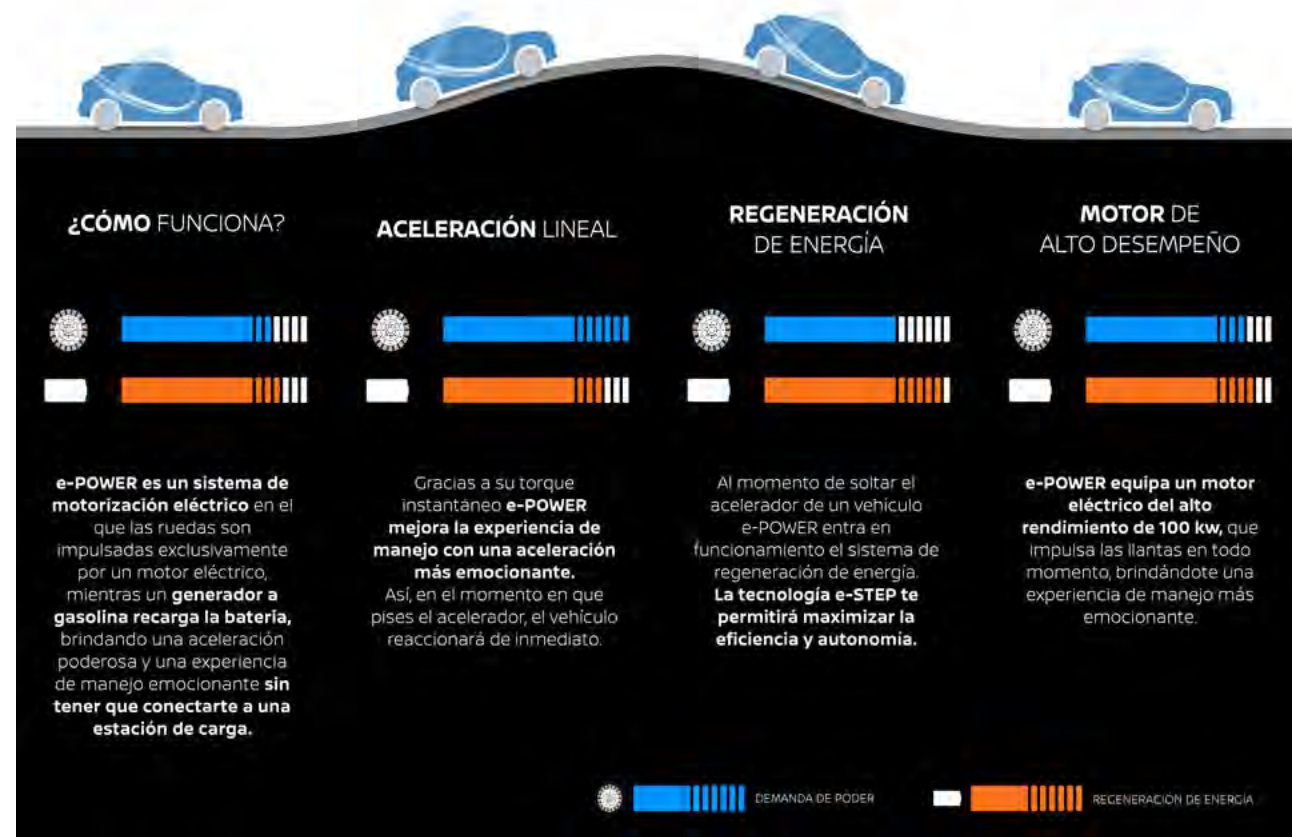 ¿CÓMO FUNCIONA?
e-POWER es un sistema de
motorización eléctrico en el
que las ruedas son
impulsadas exclusivamente
por un motor eléctrico,
mientras un generador a
gasolina recarga la batería,
brindando una aceleración
poderosa y una experiencia
de manejo emocionante sin
tener que conectarte a una
estación de carga.
ACELERACIÓN LINEAL
Gracias a su torque
instantáneo e-POWER
mejora la experiencia de
manejo con una aceleración
más emocionante.
Así, en el momento en que
pises el acelerador, el vehículo
reaccionará de inmediato.
REGENERACIÓN
DE ENERGÍA
Al momento de soltar el
acelerador de un vehículo
e-POWER entra en
funcionamiento el sistema de
regeneración de energía.
La tecnología e-STEP te
permitirá maximizar la
eficiencia y autonomía.
MOTOR DE
ALTO DESEMPEÑO
e-POWER equipa un motor
eléctrico del alto
rendimiento de 100 kw, que
impulsa las llantas en todo
momento, brindándote una
experiencia de manejo más
emocionante.
DEMANDA DE PODER
REGENERACIÓN DE ENERGÍA